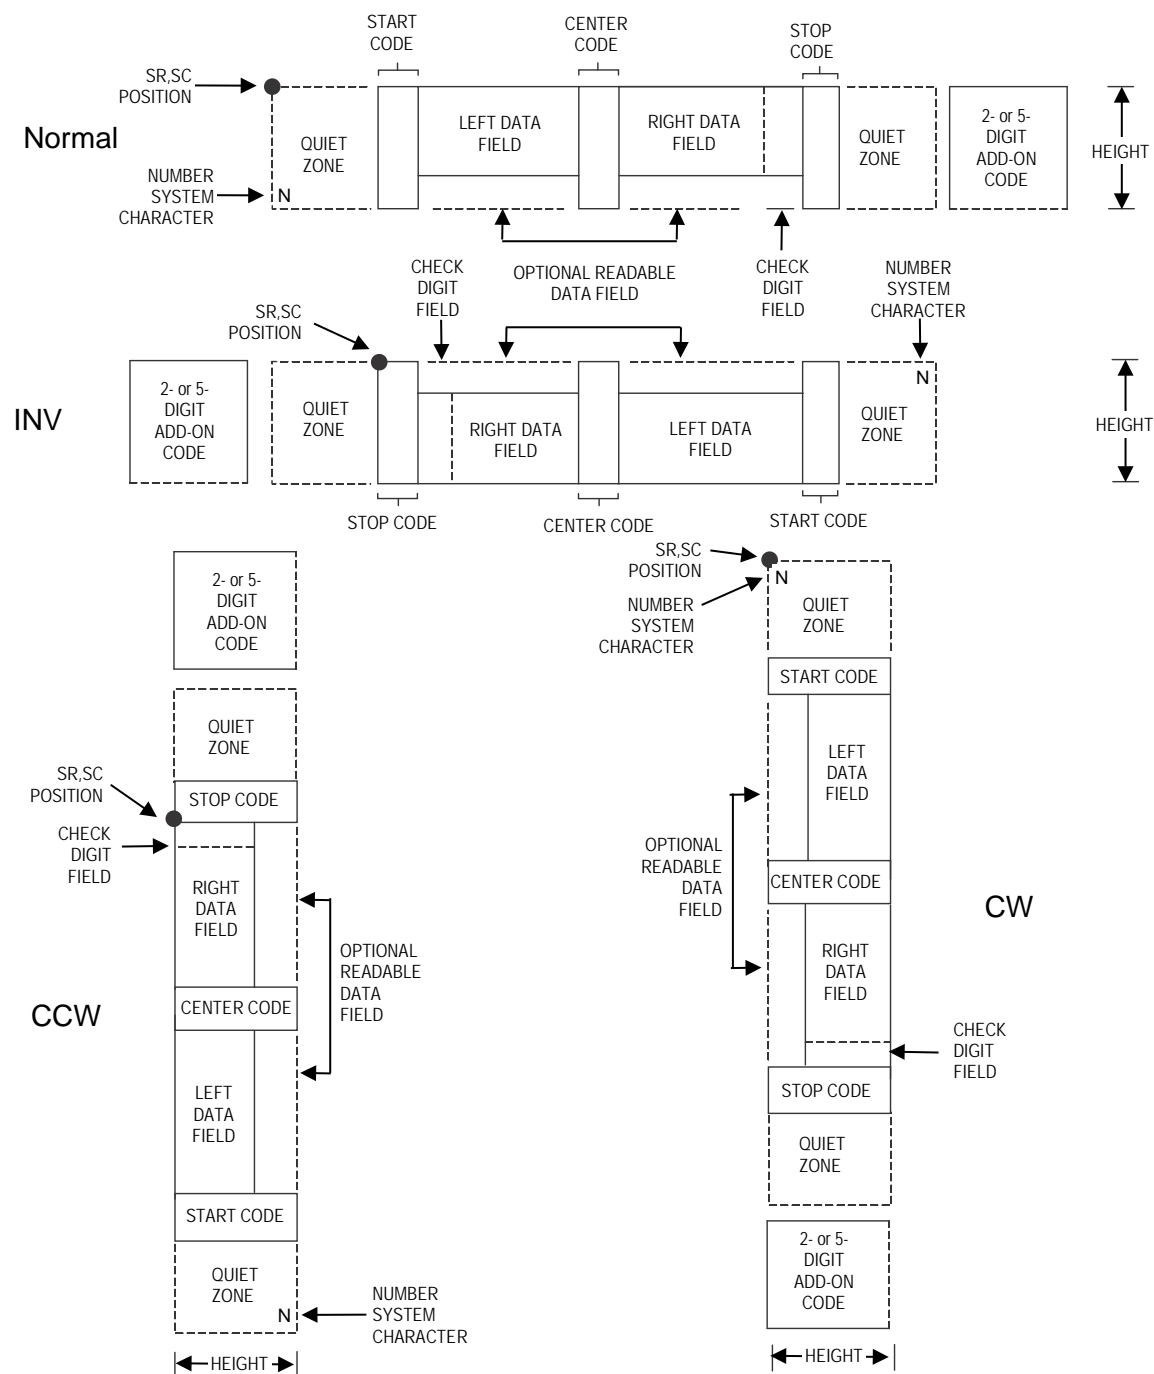 START
CODE
CENTER
CODE
STOP
CODE
SR,SC
POSITION
Normal
QUIET
ZONE
LEFT DATA
FIELD
RIGHT DATA
FIELD
QUIET
ZONE
2- or 5-
DIGIT
ADD-ON
CODE
HEIGHT
NUMBER
SYSTEM
CHARACTER
N
CHECK
DIGIT
FIELD
OPTIONAL READABLE
DATA FIELD
CHECK
DIGIT
FIELD
NUMBER
SYSTEM
CHARACTER
SR,SC
POSITION
INV
2- or 5-
DIGIT
ADD-ON
CODE
QUIET
ZONE
RIGHT DATA
FIELD
LEFT DATA
FIELD
N
QUIET
ZONE
HEIGHT
STOP CODE
CENTER CODE
START CODE
2- or 5-
DIGIT
ADD-ON
CODE
QUIET
ZONE
SR,SC
POSITION
STOP CODE
CHECK
DIGIT
FIELD
RIGHT
DATA
FIELD
OPTIONAL
READABLE
DATA
FIELD
CCW
CENTER CODE
LEFT
DATA
FIELD
START CODE
QUIET
ZONE
N
NUMBER
SYSTEM
CHARACTER
HEIGHT
SR,SC
POSITION
N
NUMBER
SYSTEM
CHARACTER
QUIET
ZONE
START CODE
LEFT
DATA
FIELD
OPTIONAL
READABLE
DATA
FIELD
CENTER CODE
CW
RIGHT
DATA
FIELD
CHECK
DIGIT
FIELD
STOP CODE
QUIET
ZONE
2- or 5-
DIGIT
ADD-ON
CODE
HEIGHT